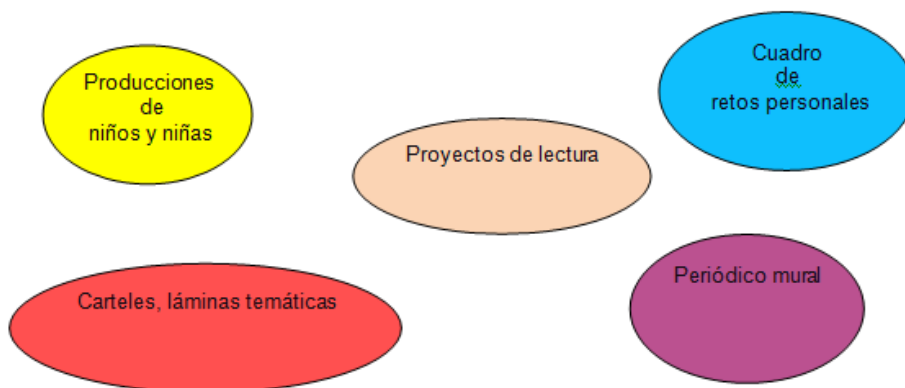 Producciones
de
niños y niñas
Cuadro
de
retos personales
Proyectos de lectura
Carteles, láminas temáticas
Periódico mural